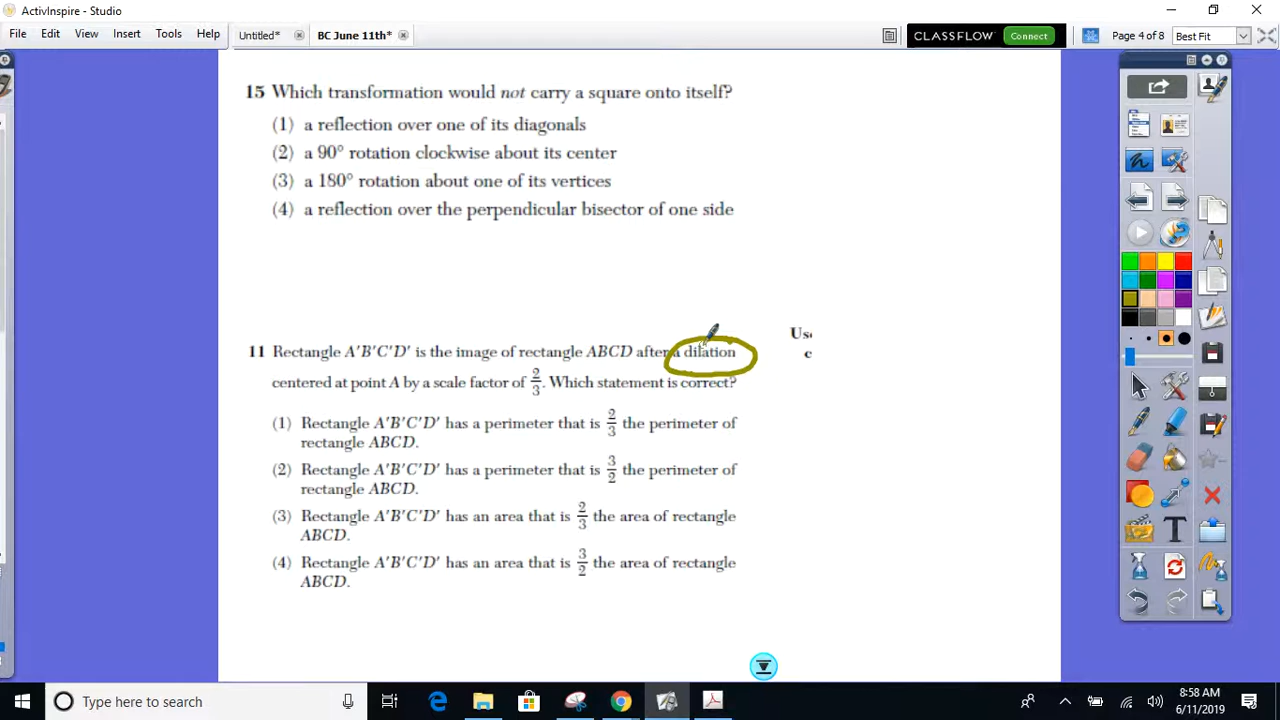 ActivInspire - Studio
File Edit View Insert Tools Help Untitled* BC June 11th* CLASSFLOW Connect Page 4 of 8 Best Fit
15 Which transformation would not carry a square onto itself?
(1) a reflection over one of its diagonals
(2) a 90° rotation clockwise about its center
(3) a 180° rotation about one of its vertices
(4) a reflection over the perpendicular bisector of one side
11 Rectangle A′B′C′D′ is the image of rectangle ABCD after a dilation
centered at point A by a scale factor of 2/3. Which statement is correct?
(1) Rectangle A′B′C′D′ has a perimeter that is 2/3 the perimeter of
rectangle ABCD.
(2) Rectangle A′B′C′D′ has a perimeter that is 3/2 the perimeter of
rectangle ABCD.
(3) Rectangle A′B′C′D′ has an area that is 2/3 the area of rectangle
ABCD.
(4) Rectangle A′B′C′D′ has an area that is 3/2 the area of rectangle
ABCD.
Type here to search
8:58 AM
6/11/2019